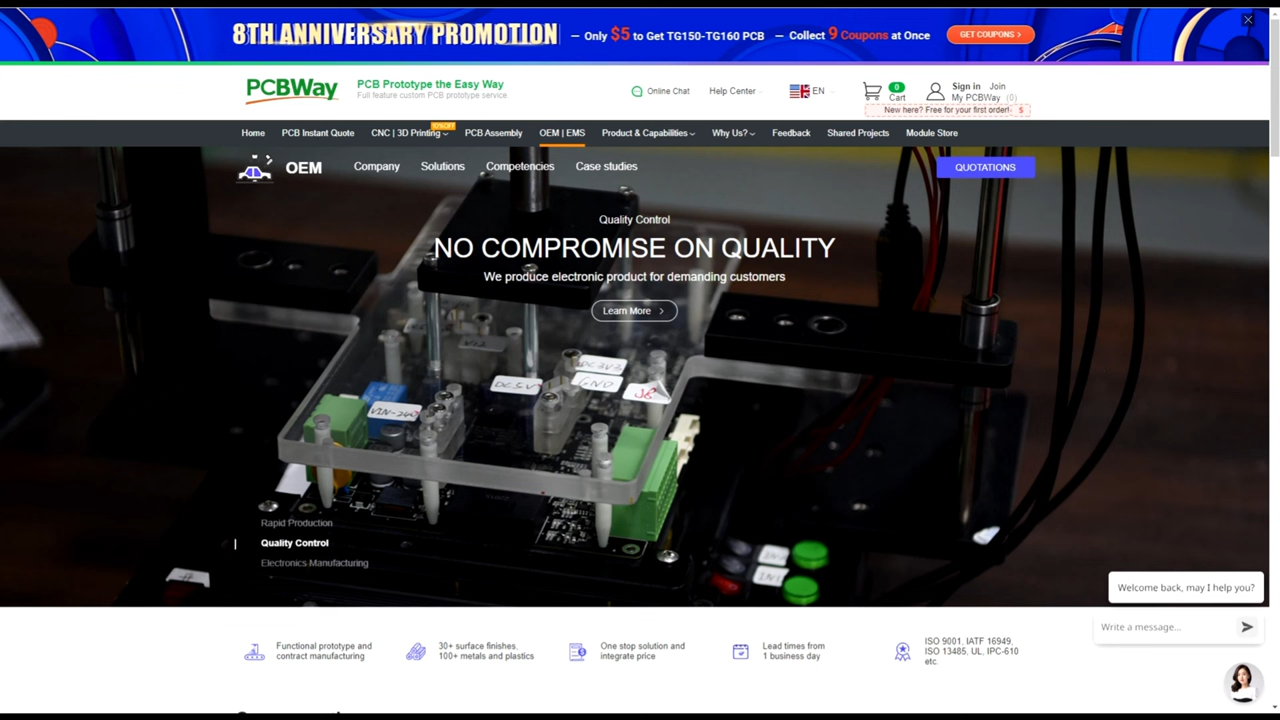 8TH ANNIVERSARY PROMOTION — Only $5 to Get TG150-TG160 PCB — Collect 9 Coupons at Once GET COUPONS >
PCBWay
PCB Prototype the Easy Way
Full feature custom PCB prototype service
Online Chat Help Center EN 0 Cart Sign in Join
My PCBWay (0)
New here? Free for your first order! $
Home PCB Instant Quote CNC | 3D Printing PCB Assembly OEM | EMS Product & Capabilities Why Us? Feedback Shared Projects Module Store
OEM Company Solutions Competencies Case studies QUOTATIONS
Quality Control
NO COMPROMISE ON QUALITY
We produce electronic product for demanding customers
Learn More >
DC3V3
DC5V
GND
J8
Rapid Production
Quality Control
Electronics Manufacturing
Welcome back, may I help you?
Write a message...
Functional prototype and
contract manufacturing
30+ surface finishes,
100+ metals and plastics
One stop solution and
integrate price
Lead times from
1 business day
ISO 9001, IATF 16949,
ISO 13485, UL, IPC-610
etc.